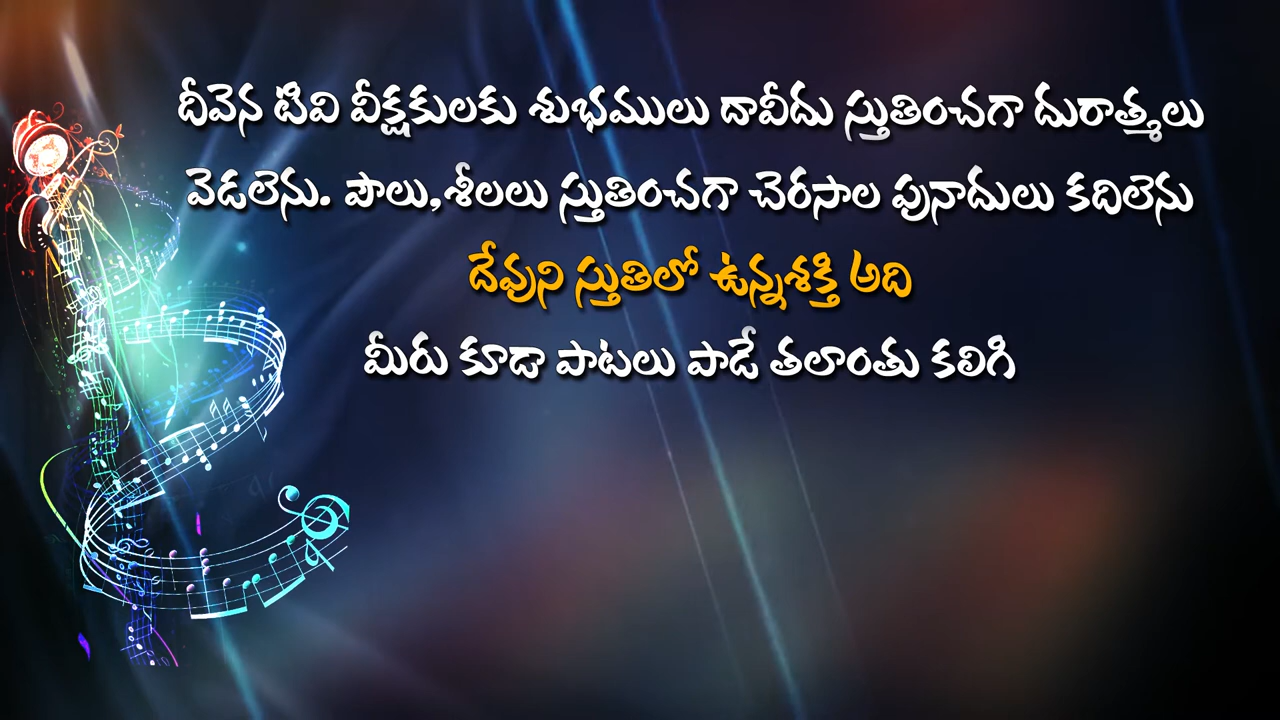 దీవెన టివి వీక్షకులకు శుభములు దావీదు స్తుతించగా దురాత్మలు
వెడలెను. పౌలు,శీలలు స్తుతించగా చెరసాల పునాదులు కదిలెను
దేవుని స్తుతిలో ఉన్నశక్తి అది
మీరు కూడా పాటలు పాడే తలాంతు కలిగి